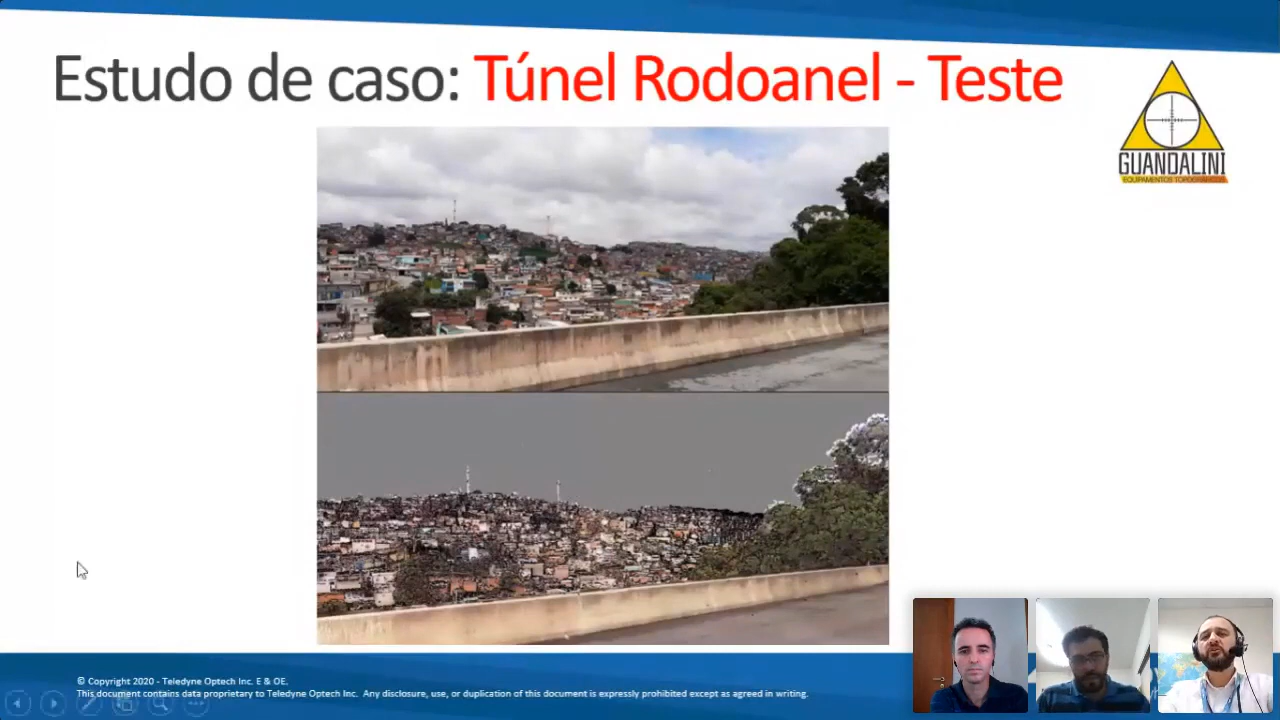 Estudo de caso: Túnel Rodoanel - Teste
GUANDALINI
EQUIPAMENTOS TOPOGRÁFICOS
© Copyright 2020 - Teledyne Optech Inc. E & OE.
This document contains data proprietary to Teledyne Optech Inc. Any disclosure, use, or duplication of this document is expressly prohibited except as agreed in writing.